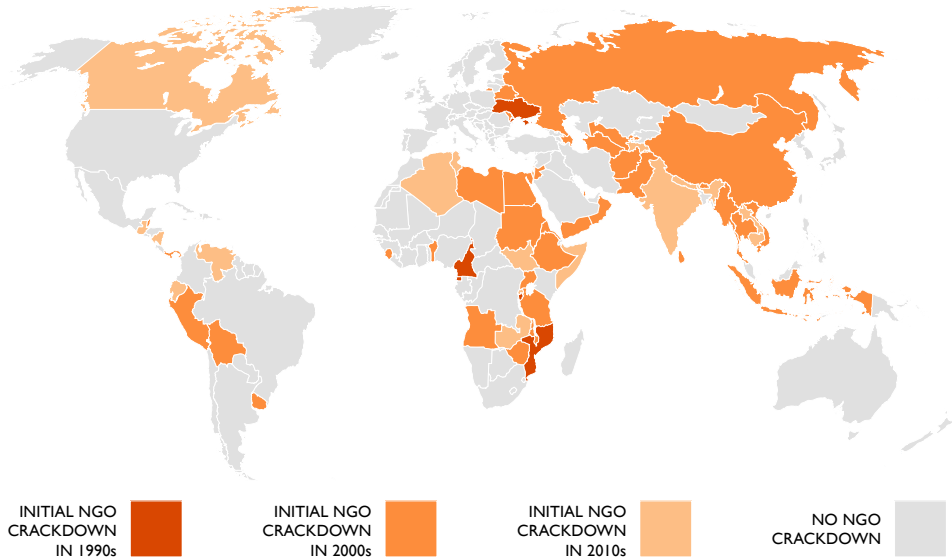 INITIAL NGO
CRACKDOWN
IN 1990s
INITIAL NGO
CRACKDOWN
IN 2000s
INITIAL NGO
CRACKDOWN
IN 2010s
NO NGO
CRACKDOWN